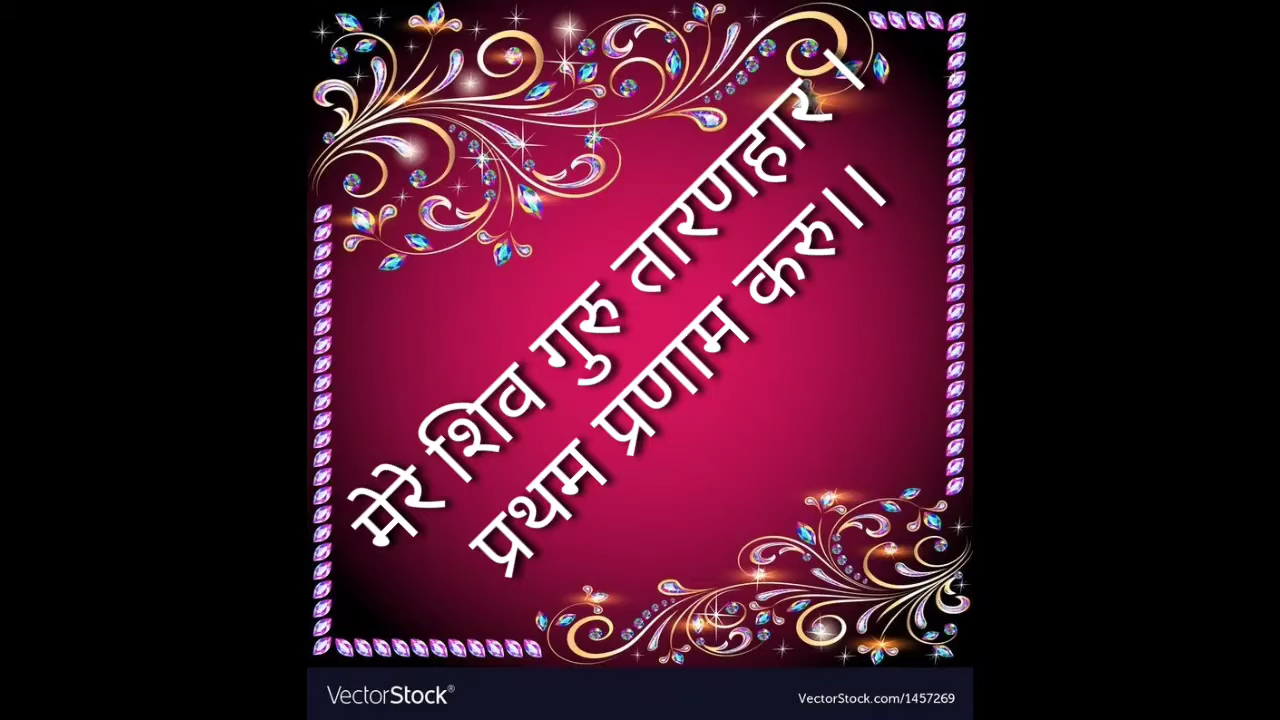 मेरे शिव गुरु तारणहार ।
प्रथम प्रणाम करु।।
VectorStock®
VectorStock.com/1457269